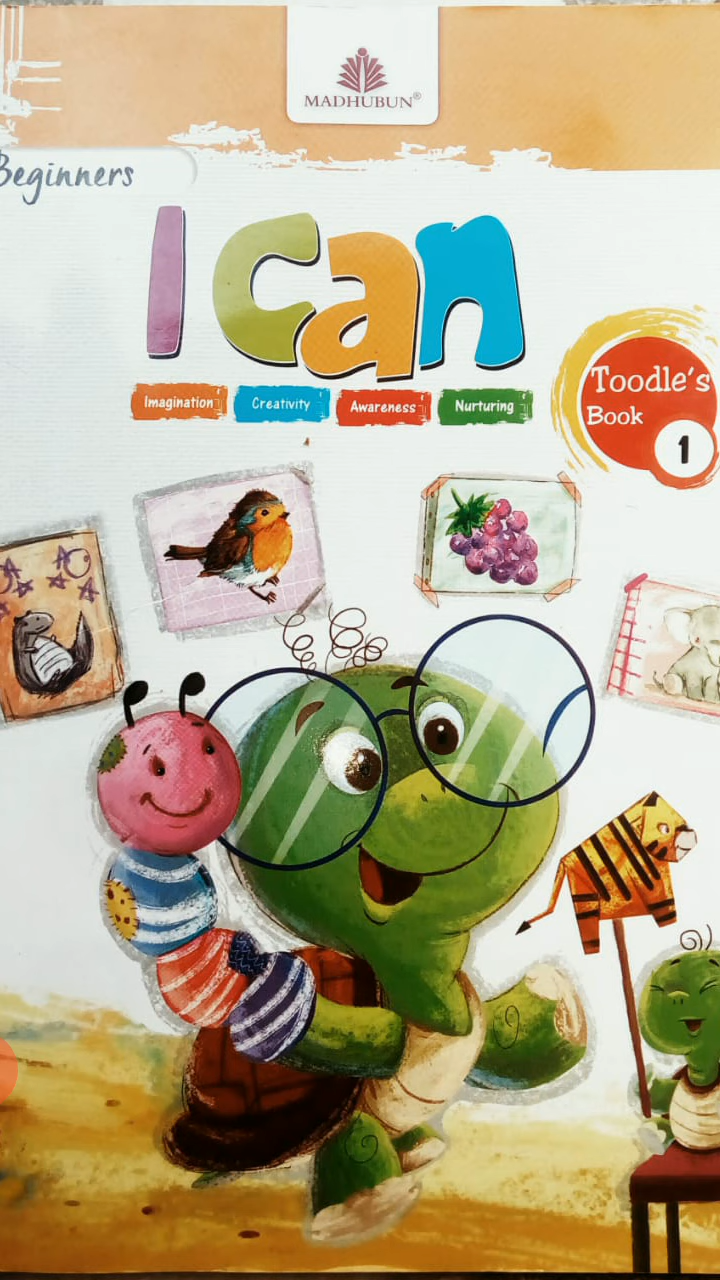 MADHUBUN®
Beginners
I can
Imagination Creativity Awareness Nurturing
Toodle's
Book
1